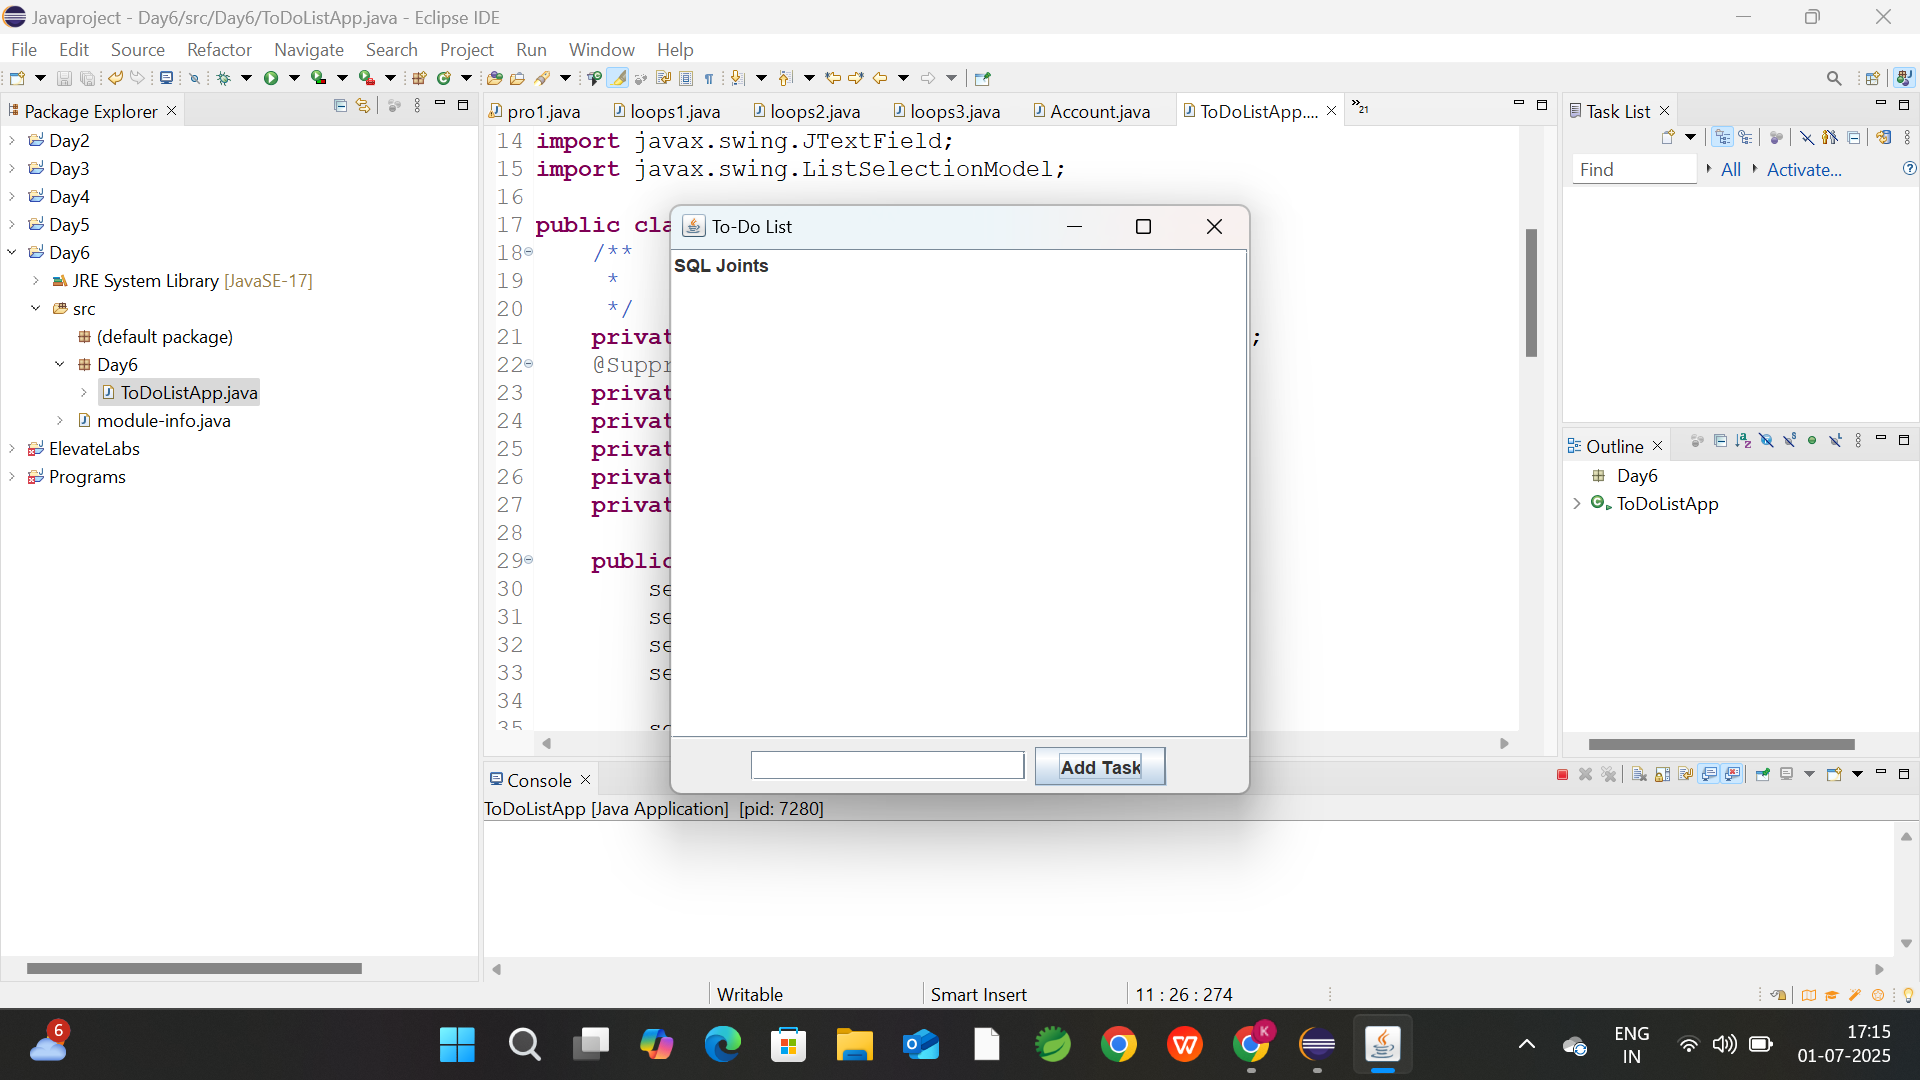 Javaproject - Day6/src/Day6/ToDoListApp.java - Eclipse IDE
File Edit Source Refactor Navigate Search Project Run Window Help
Package Explorer
Day2
Day3
Day4
Day5
Day6
JRE System Library [JavaSE-17]
src
(default package)
Day6
ToDoListApp.java
module-info.java
ElevateLabs
Programs
pro1.java loops1.java loops2.java loops3.java Account.java ToDoListApp.... »21
14 import javax.swing.JTextField;
15 import javax.swing.ListSelectionModel;
16
17 public cla
18 /**
19 *
20 */
21 privat ;
22 @Suppr
23 privat
24 privat
25 privat
26 privat
27 privat
28
29 public
30 se
31 se
32 se
33 se
34
35 se
To-Do List
SQL Joints
Add Task
Task List
Find All Activate...
Outline
Day6
ToDoListApp
Console
ToDoListApp [Java Application] [pid: 7280]
Writable Smart Insert 11 : 26 : 274
6
K
ENG
IN
17:15
01-07-2025